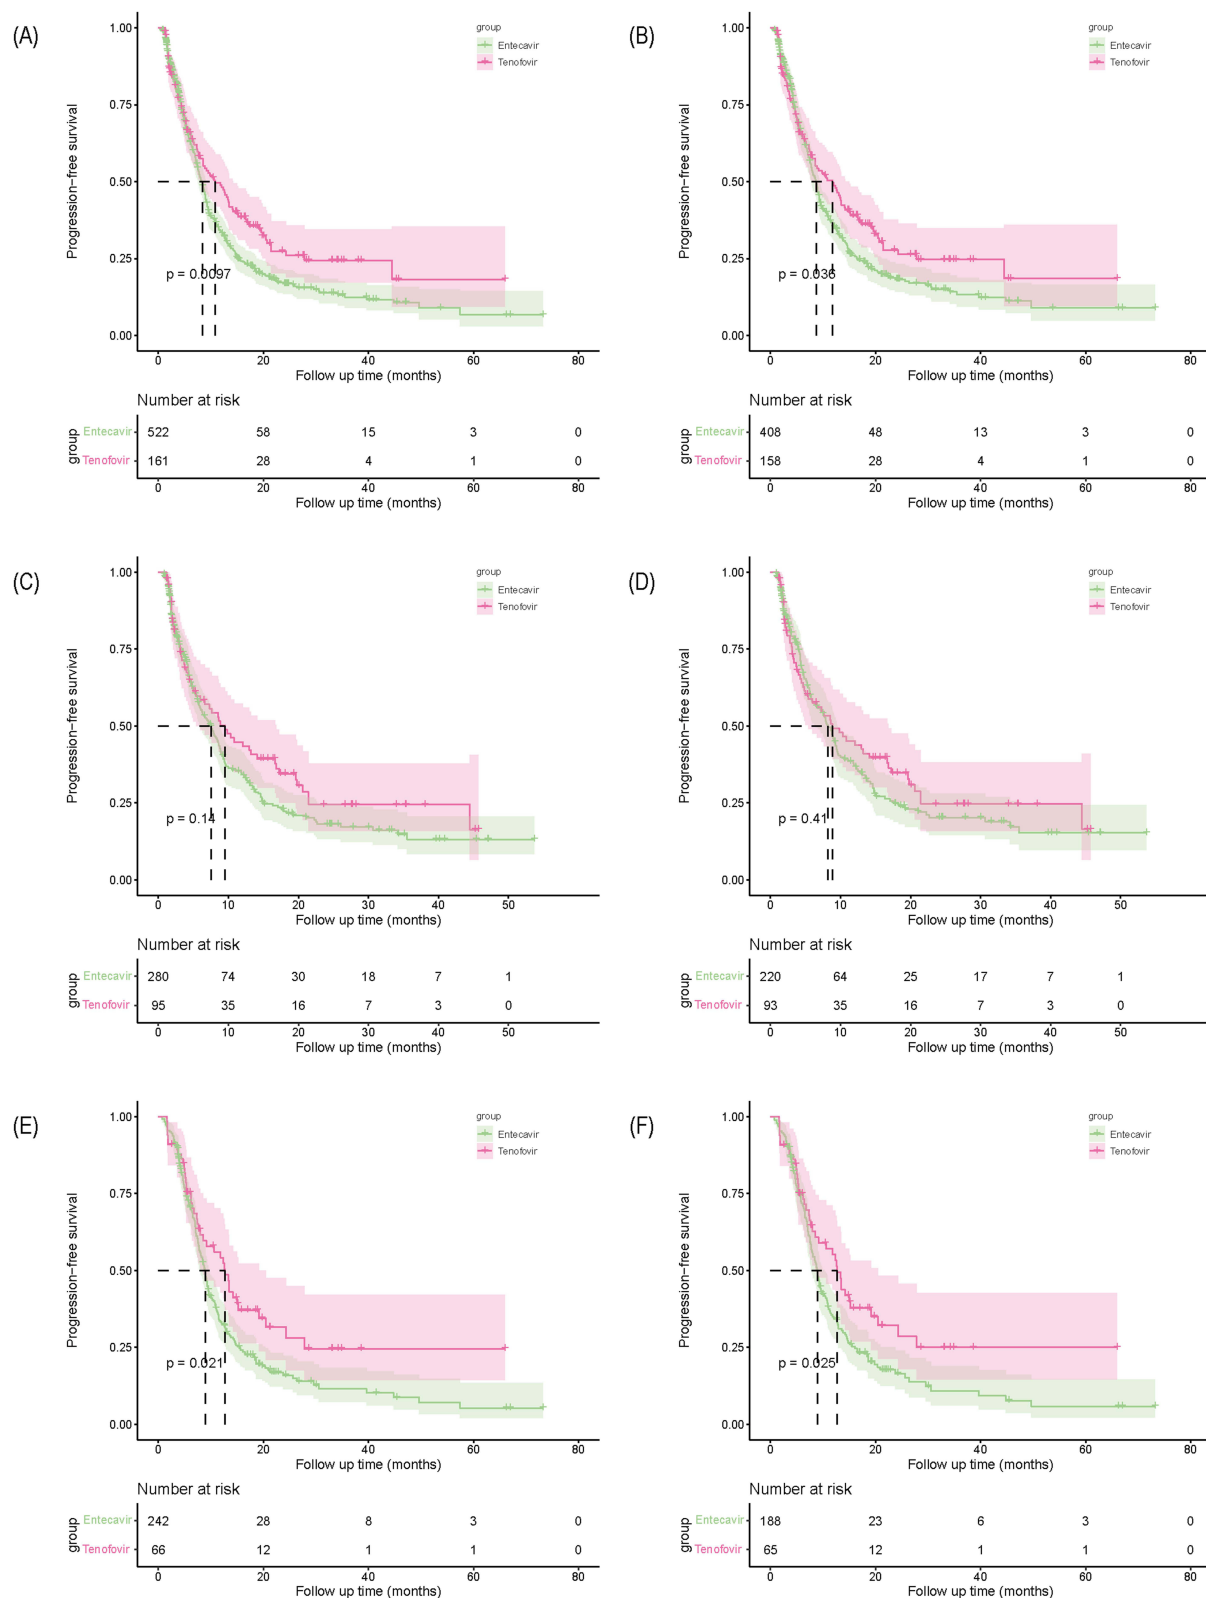 (A)
Progression-free survival
1.00
0.75
0.50
0.25
0.00
group
Entecavir
Tenofovir
p = 0.0097
0 20 40 60 80
Follow up time (months)
Number at risk
group
Entecavir 522 58 15 3 0
Tenofovir 161 28 4 1 0
0 20 40 60 80
Follow up time (months)
(B)
Progression-free survival
1.00
0.75
0.50
0.25
0.00
group
Entecavir
Tenofovir
p = 0.036
0 20 40 60 80
Follow up time (months)
Number at risk
group
Entecavir 408 48 13 3 0
Tenofovir 158 28 4 1 0
0 20 40 60 80
Follow up time (months)
(C)
Progression-free survival
1.00
0.75
0.50
0.25
0.00
group
Entecavir
Tenofovir
p = 0.14
0 10 20 30 40 50
Follow up time (months)
Number at risk
group
Entecavir 280 74 30 18 7 1
Tenofovir 95 35 16 7 3 0
0 10 20 30 40 50
Follow up time (months)
(D)
Progression-free survival
1.00
0.75
0.50
0.25
0.00
group
Entecavir
Tenofovir
p = 0.41
0 10 20 30 40 50
Follow up time (months)
Number at risk
group
Entecavir 220 64 25 17 7 1
Tenofovir 93 35 16 7 3 0
0 10 20 30 40 50
Follow up time (months)
(E)
Progression-free survival
1.00
0.75
0.50
0.25
0.00
group
Entecavir
Tenofovir
p = 0.021
0 20 40 60 80
Follow up time (months)
Number at risk
group
Entecavir 242 28 8 3 0
Tenofovir 66 12 1 1 0
0 20 40 60 80
Follow up time (months)
(F)
Progression-free survival
1.00
0.75
0.50
0.25
0.00
group
Entecavir
Tenofovir
p = 0.025
0 20 40 60 80
Follow up time (months)
Number at risk
group
Entecavir 188 23 6 3 0
Tenofovir 65 12 1 1 0
0 20 40 60 80
Follow up time (months)